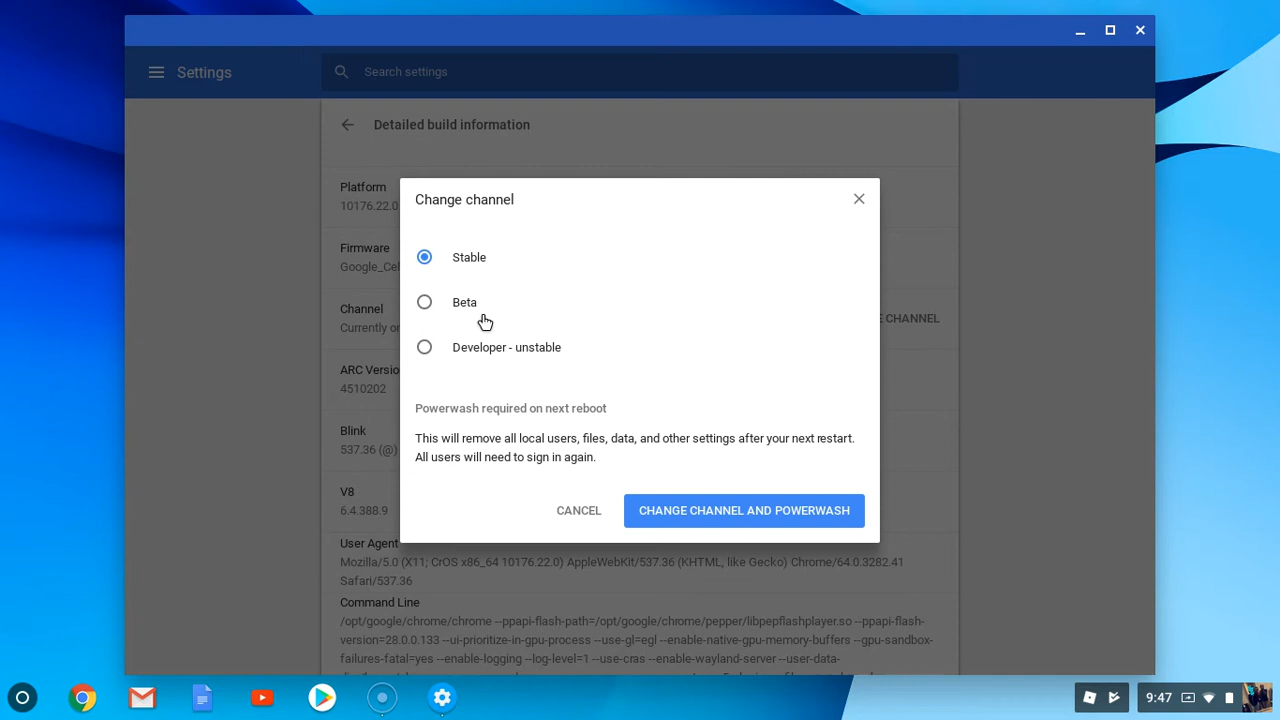 Settings
Search settings
Detailed build information
Platform
10176.22.0
Change channel
Stable
Beta
Developer - unstable
Powerwash required on next reboot
This will remove all local users, files, data, and other settings after your next restart.
All users will need to sign in again.
CANCEL
CHANGE CHANNEL AND POWERWASH
Firmware
Google_Cel
Channel
Currently on
E CHANNEL
ARC Versio
4510202
Blink
537.36 (@)
V8
6.4.388.9
User Agent
Mozilla/5.0 (X11; CrOS x86_64 10176.22.0) AppleWebKit/537.36 (KHTML, like Gecko) Chrome/64.0.3282.41
Safari/537.36
Command Line
/opt/google/chrome/chrome --ppapi-flash-path=/opt/google/chrome/pepper/libpepflashplayer.so --ppapi-flash-
version=28.0.0.133 --ui-prioritize-in-gpu-process --use-gl=egl --enable-native-gpu-memory-buffers --gpu-sandbox-
failures-fatal=yes --enable-logging --log-level=1 --use-cras --enable-wayland-server --user-data-
9:47